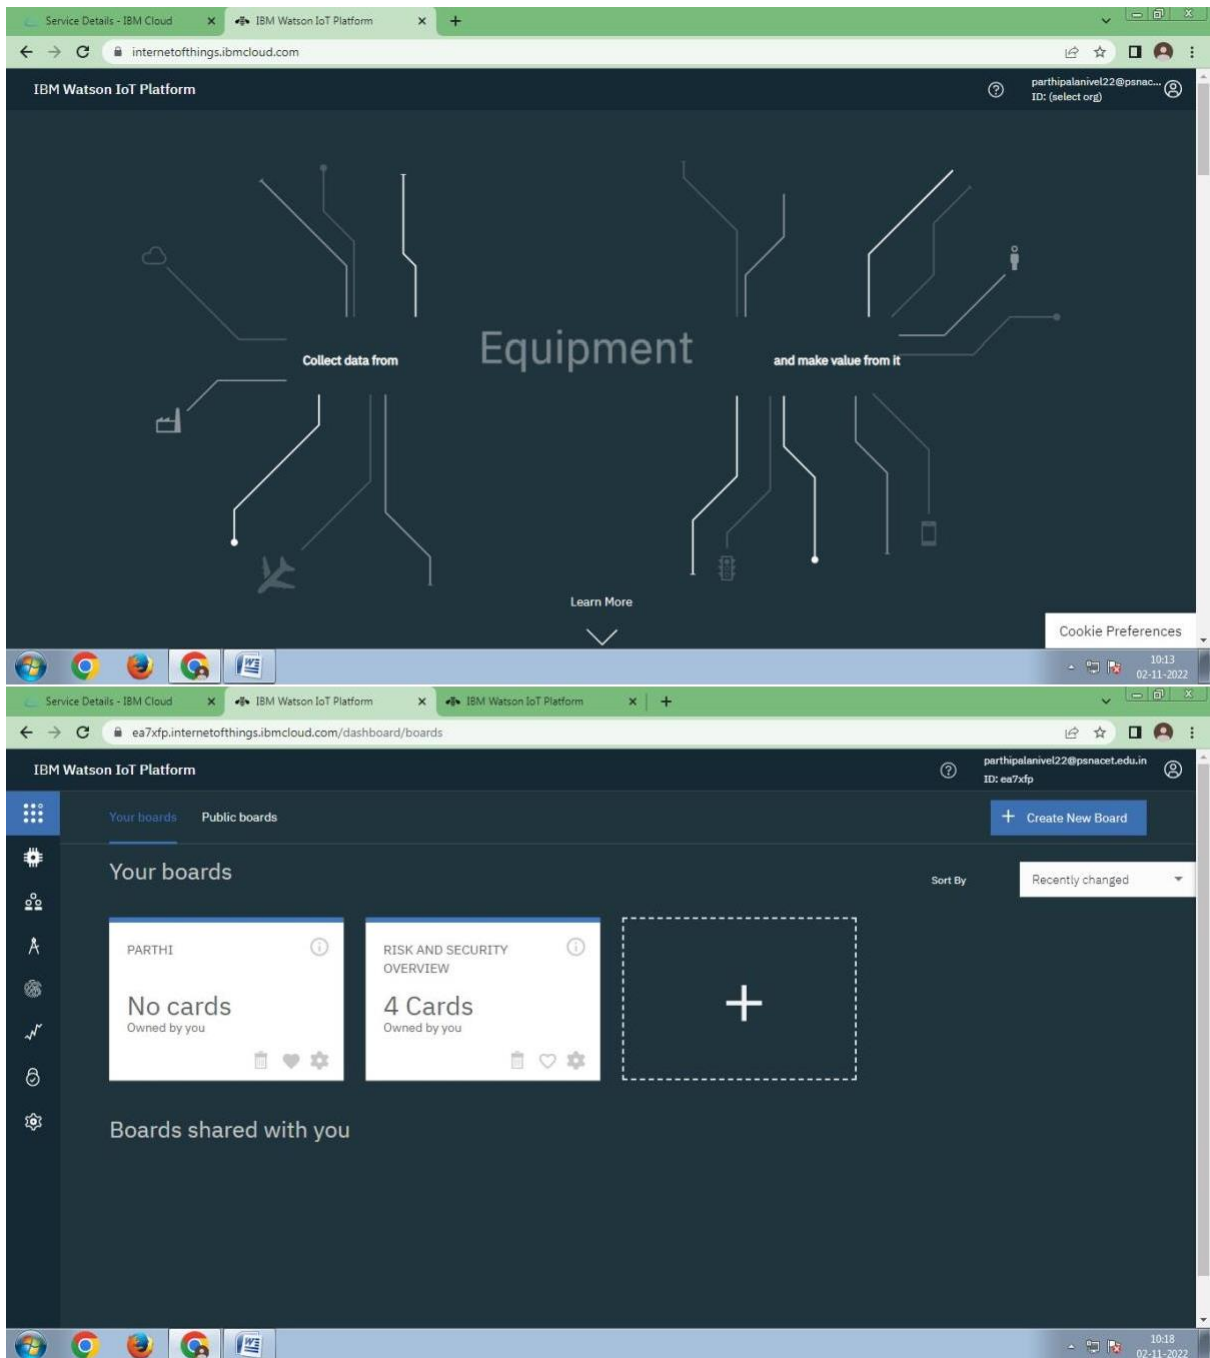 Service Details - IBM Cloud
IBM Watson IoT Platform
internetofthings.ibmcloud.com
IBM Watson IoT Platform
parthipalanivel22@psnac...
ID: (select org)
Collect data from
Equipment
and make value from it
Learn More
Cookie Preferences
10:13
02-11-2022
Service Details - IBM Cloud
IBM Watson IoT Platform
IBM Watson IoT Platform
ea7xfp.internetofthings.ibmcloud.com/dashboard/boards
IBM Watson IoT Platform
parthipalanivel22@psnacet.edu.in
ID: ea7xfp
Your boards
Public boards
+ Create New Board
Your boards
Sort By
Recently changed
PARTHI
No cards
Owned by you
RISK AND SECURITY
OVERVIEW
4 Cards
Owned by you
Boards shared with you
10:18
02-11-2022